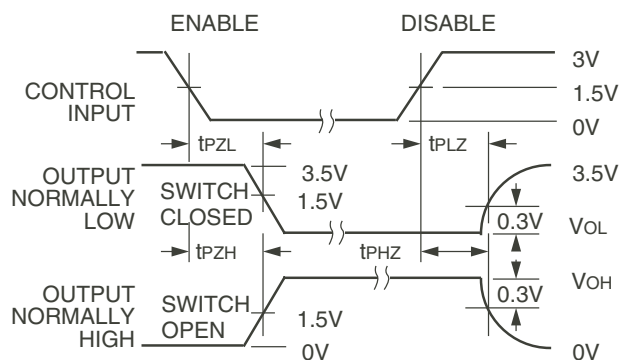 ENABLE DISABLE
CONTROL INPUT
3V
1.5V
0V
tPZL
tPLZ
OUTPUT NORMALLY LOW
SWITCH CLOSED
3.5V
1.5V
3.5V
0.3V
VOL
tPZH
tPHZ
OUTPUT NORMALLY HIGH
SWITCH OPEN
1.5V
0V
VOH
0.3V
0V